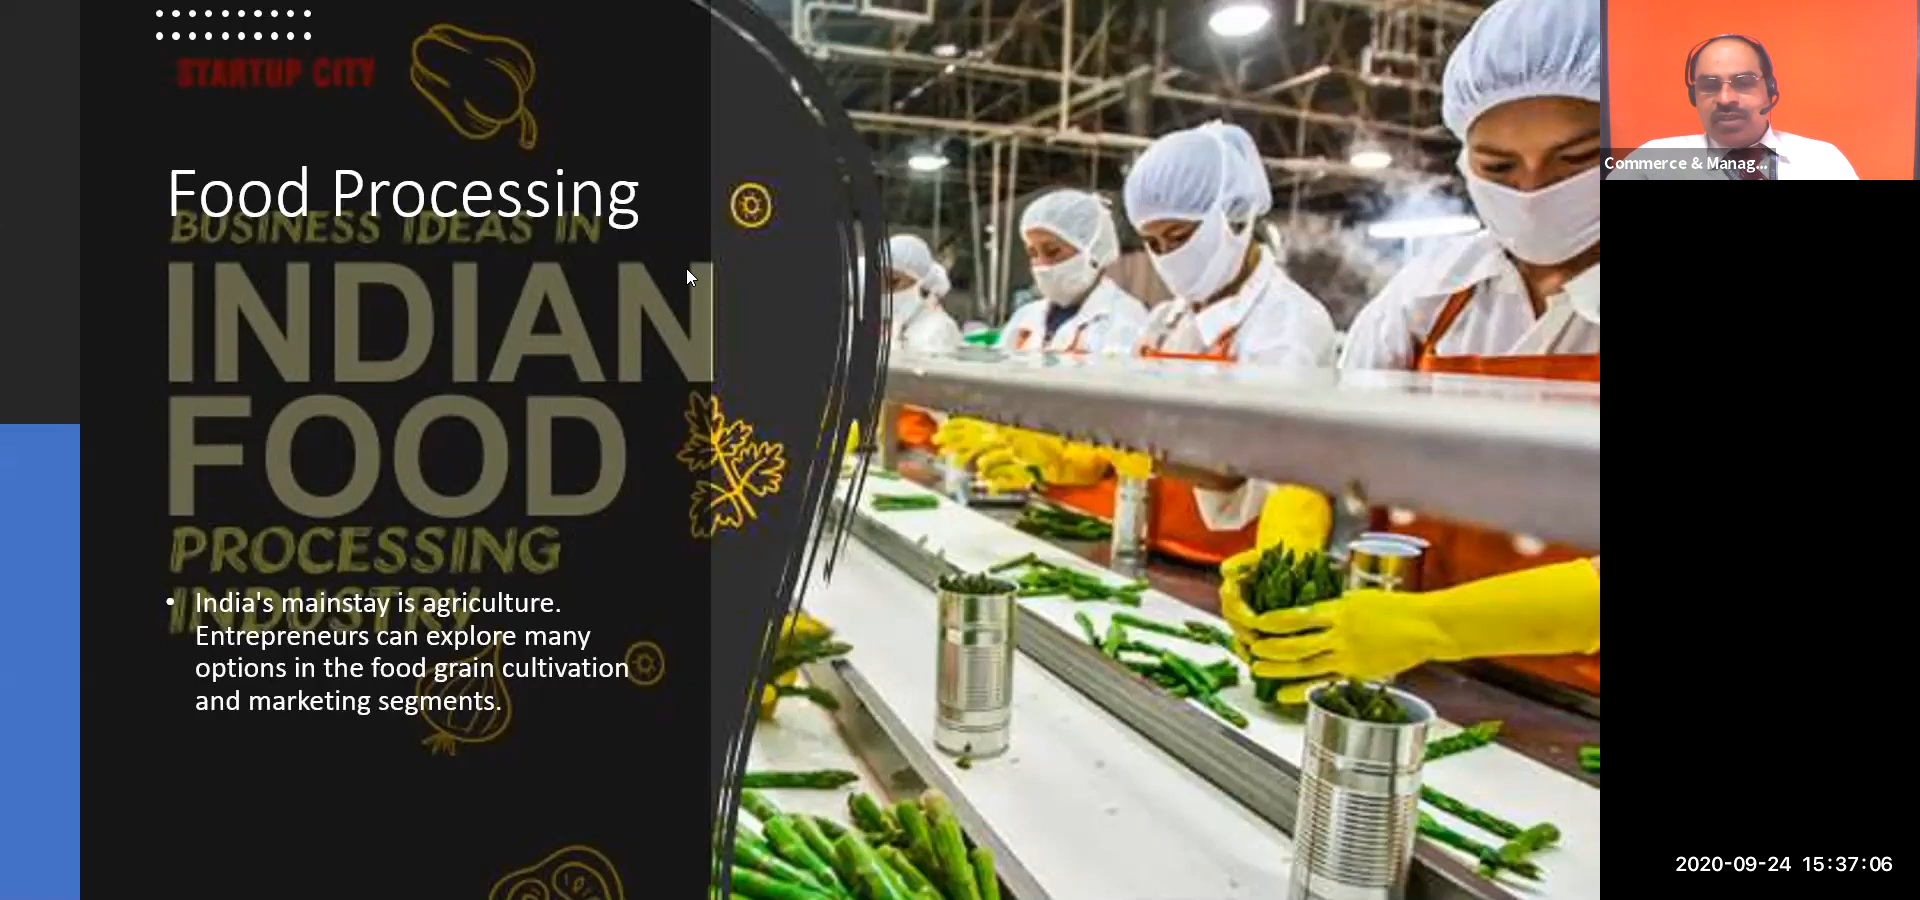 STARTUP CITY
Food Processing
BUSINESS IDEAS IN
INDIAN
FOOD
PROCESSING
INDUSTRY
• India's mainstay is agriculture.
Entrepreneurs can explore many
options in the food grain cultivation
and marketing segments.
Commerce & Manag...
2020-09-24 15:37:06